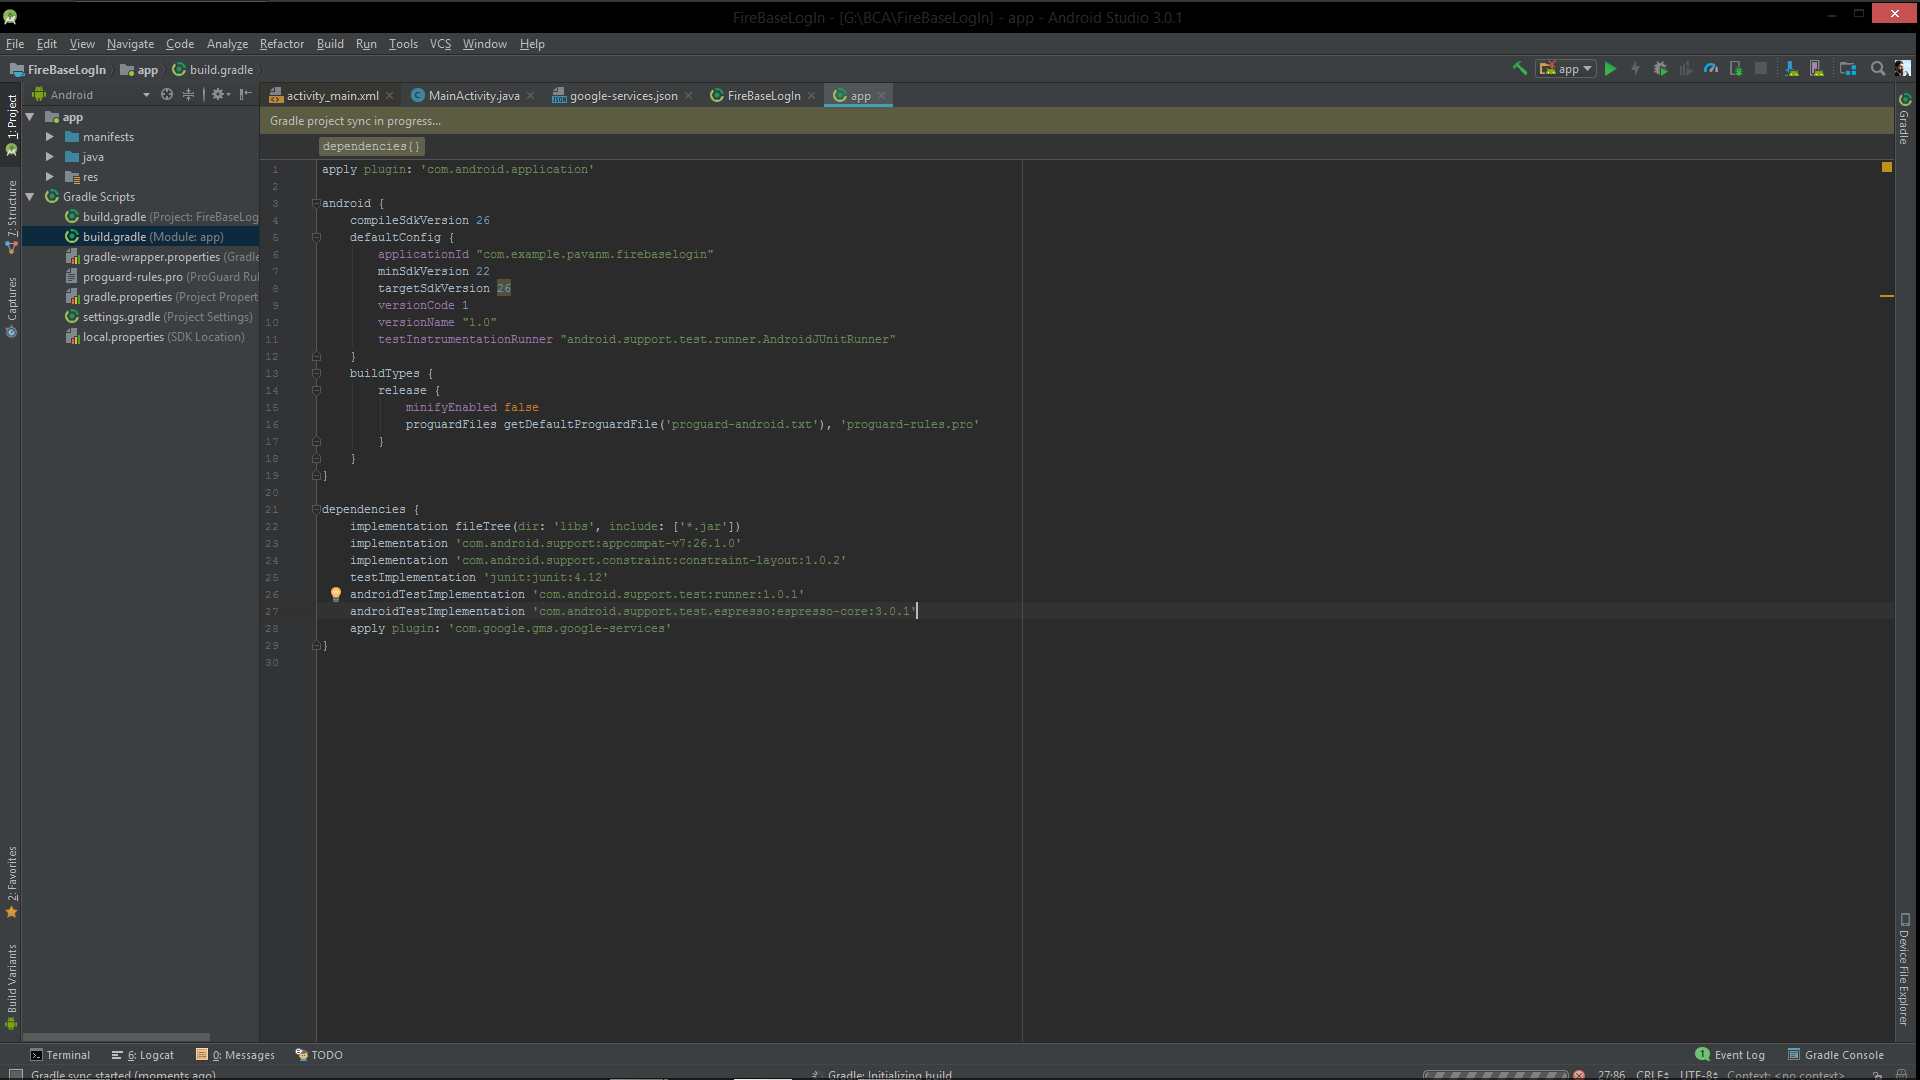 FireBaseLogIn - [G:\BCA\FireBaseLogIn] - app - Android Studio 3.0.1
File Edit View Navigate Code Analyze Refactor Build Run Tools VCS Window Help
FireBaseLogIn app build.gradle
app
Android
activity_main.xml MainActivity.java google-services.json FireBaseLogIn app
Gradle project sync in progress...
dependencies{}
1: Project
7: Structure
Captures
2: Favorites
Build Variants
app
manifests
java
res
Gradle Scripts
build.gradle (Project: FireBaseLog
build.gradle (Module: app)
gradle-wrapper.properties (Gradle
proguard-rules.pro (ProGuard Rul
gradle.properties (Project Propert
settings.gradle (Project Settings)
local.properties (SDK Location)
1 apply plugin: 'com.android.application'
2
3 android {
4 compileSdkVersion 26
5 defaultConfig {
6 applicationId "com.example.pavanm.firebaselogin"
7 minSdkVersion 22
8 targetSdkVersion 26
9 versionCode 1
10 versionName "1.0"
11 testInstrumentationRunner "android.support.test.runner.AndroidJUnitRunner"
12 }
13 buildTypes {
14 release {
15 minifyEnabled false
16 proguardFiles getDefaultProguardFile('proguard-android.txt'), 'proguard-rules.pro'
17 }
18 }
19 }
20
21 dependencies {
22 implementation fileTree(dir: 'libs', include: ['*.jar'])
23 implementation 'com.android.support:appcompat-v7:26.1.0'
24 implementation 'com.android.support.constraint:constraint-layout:1.0.2'
25 testImplementation 'junit:junit:4.12'
26 androidTestImplementation 'com.android.support.test:runner:1.0.1'
27 androidTestImplementation 'com.android.support.test.espresso:espresso-core:3.0.1'
28 apply plugin: 'com.google.gms.google-services'
29 }
30
Gradle
Device File Explorer
Terminal 6: Logcat 0: Messages TODO
1 Event Log Gradle Console
Gradle sync started (moments ago) Gradle: Initializing build 27:86 CRLF UTF-8 Context: <no context>